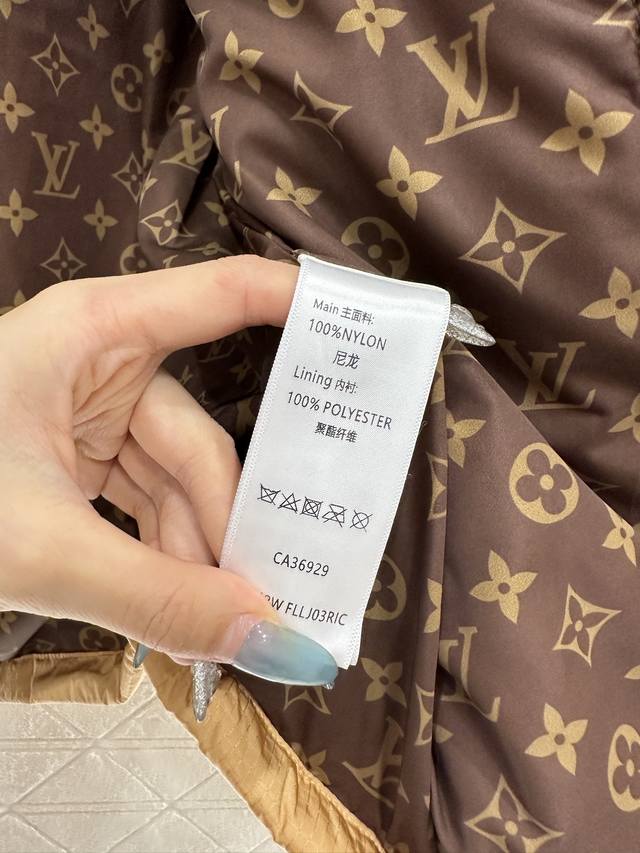 Main 主面料:
100%NYLON
尼龙
Lining 内衬:
100% POLYESTER
聚酯纤维
CA36929
FLLJ03RIC